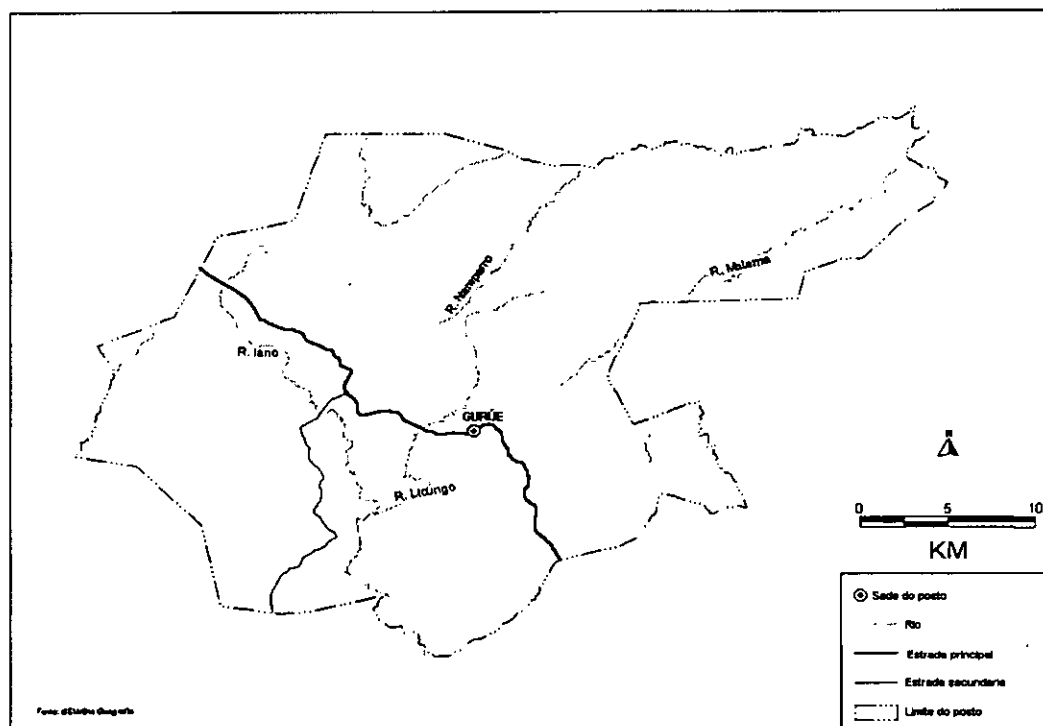 R. Malema
R. Namparro
R. Iano
GURÚE
R. Licungo
N
0 5 10
KM
Sede do posto
Rio
Estrada principal
Estrada secundaria
Limite do posto